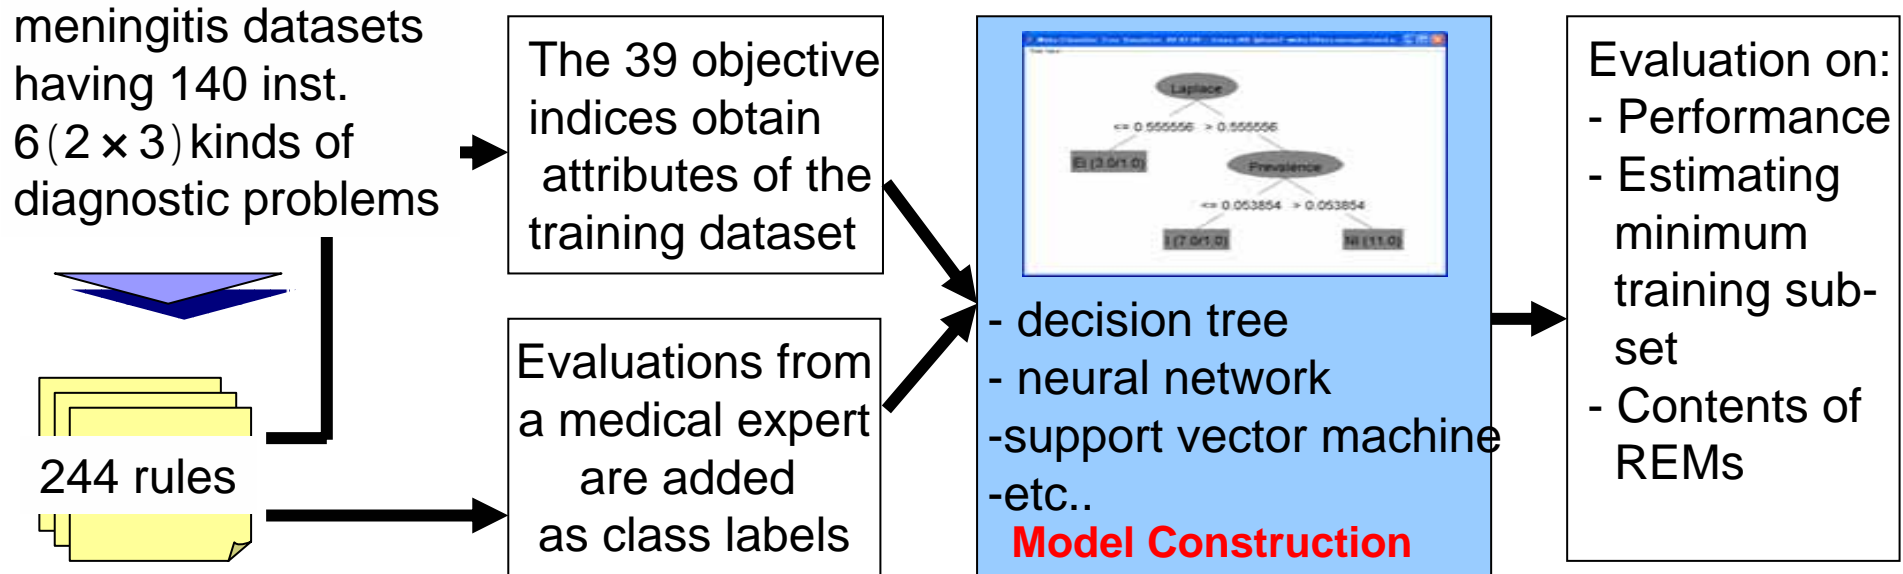 meningitis datasets
having 140 inst.
6(2×3)kinds of
diagnostic problems
244 rules
The 39 objective
indices obtain
attributes of the
training dataset
Evaluations from
a medical expert
are added
as class labels
Laplace
<= 0.555556 > 0.555556
EI (3.0/1.0)
Prevalence
<= 0.053854 > 0.053854
I (7.0/1.0)
NI (11.0)
- decision tree
- neural network
-support vector machine
-etc..
Model Construction
Evaluation on:
- Performance
- Estimating
minimum
training sub-
set
- Contents of
REMs